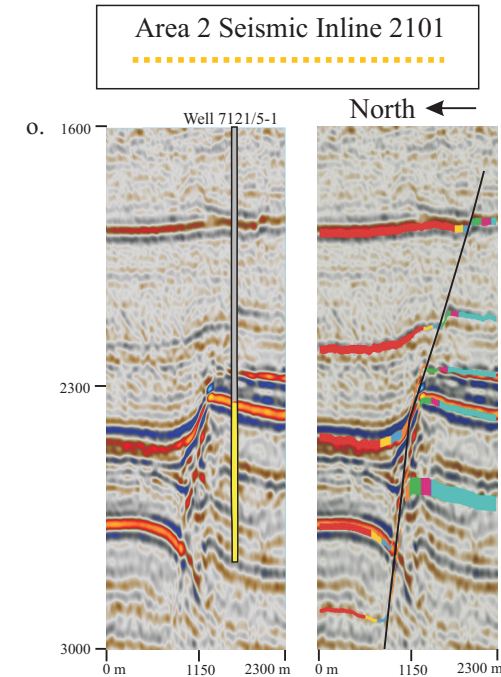 Area 2 Seismic Inline 2101
North
Well 7121/5-1
o.
1600
2300
3000
0 m 1150 2300 m
0 m 1150 2300 m